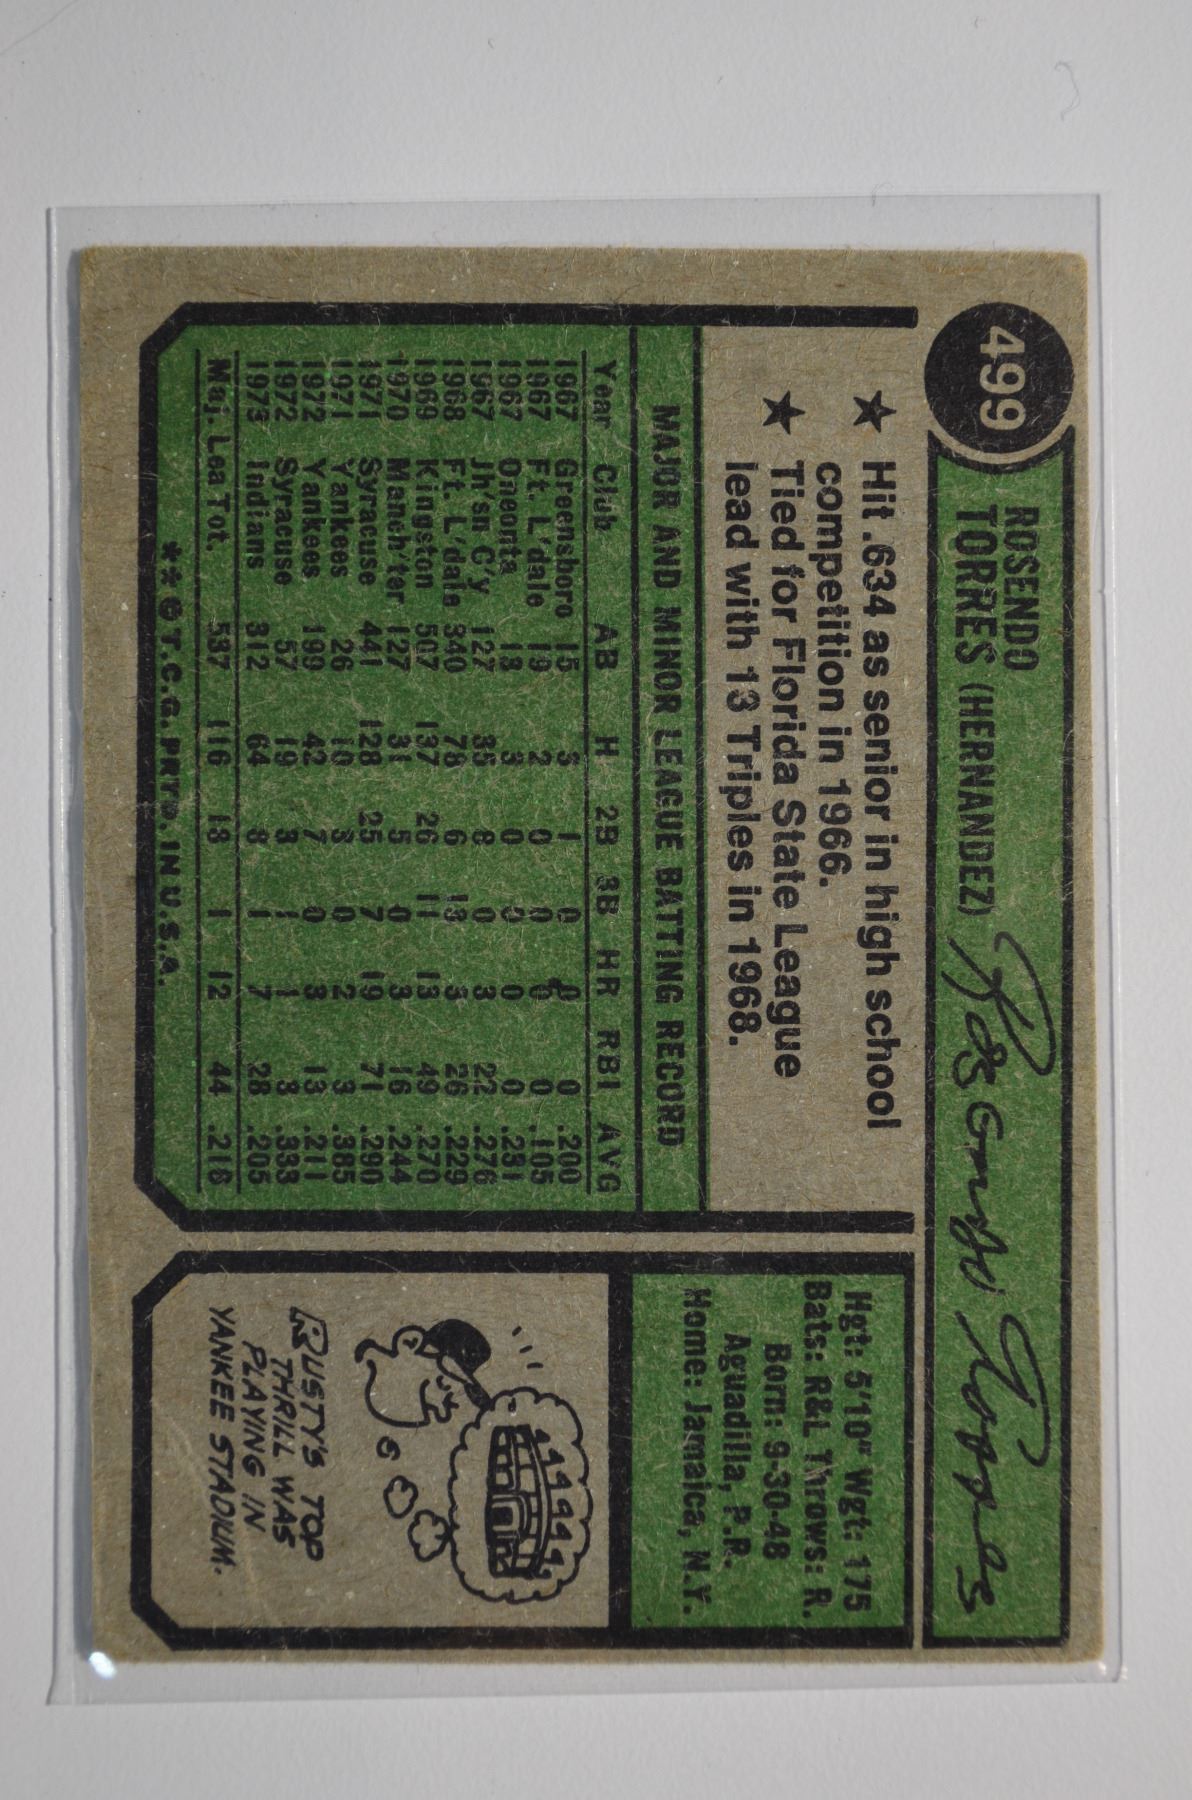 499
ROSENDO
TORRES (HERNANDEZ)
Rosendo Torres
★ Hit .634 as senior in high school
competition in 1966.
★ Tied for Florida State League
lead with 13 Triples in 1968.
MAJOR AND MINOR LEAGUE BATTING RECORD
Year Club AB H 2B 3B HR RBI AVG
1967 Greensboro 15 3 1 0 0 0 .200
1967 Ft. L'dale 19 2 0 0 0 0 .105
1967 Oneonta 13 3 0 0 0 0 .231
1967 Jh'sn C'y 127 35 8 0 3 22 .276
1968 Ft. L'dale 340 78 6 13 3 26 .229
1969 Kingston 507 137 26 11 13 49 .270
1970 Manch'ter 127 31 5 0 3 16 .244
1971 Syracuse 441 128 25 7 19 71 .290
1971 Yankees 26 10 3 0 2 3 .385
1972 Yankees 199 42 7 0 3 13 .211
1972 Syracuse 57 19 3 1 1 8 .333
1973 Indians 312 64 8 1 7 28 .205
Maj. Lea Tot. 537 116 18 1 12 44 .216
** © T.C.G. PRTD. IN U.S.A.
Hgt: 5'10" Wgt: 175
Bats: R&L Throws: R.
Born: 9-30-48
Aguadilla, P.R.
Home: Jamaica, N.Y.
RUSTY'S TOP
THRILL WAS
PLAYING IN
YANKEE STADIUM.